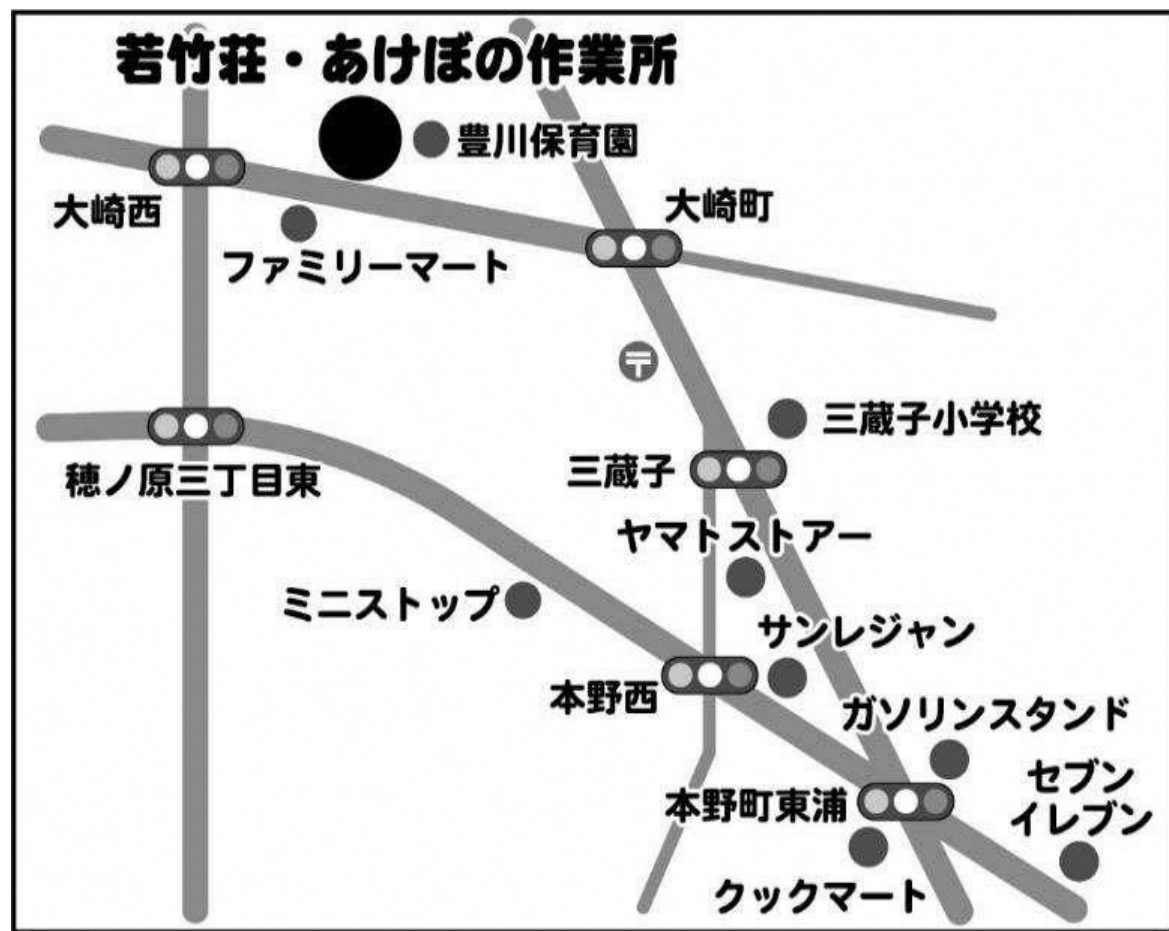 若竹荘・あけぼの作業所
豊川保育園
大崎西
大崎町
ファミリーマート
〒
三蔵子小学校
三蔵子
穂ノ原三丁目東
ヤマトストアー
ミニストップ
サンレジャン
本野西
ガソリンスタンド
セブン
イレブン
本野町東浦
クックマート